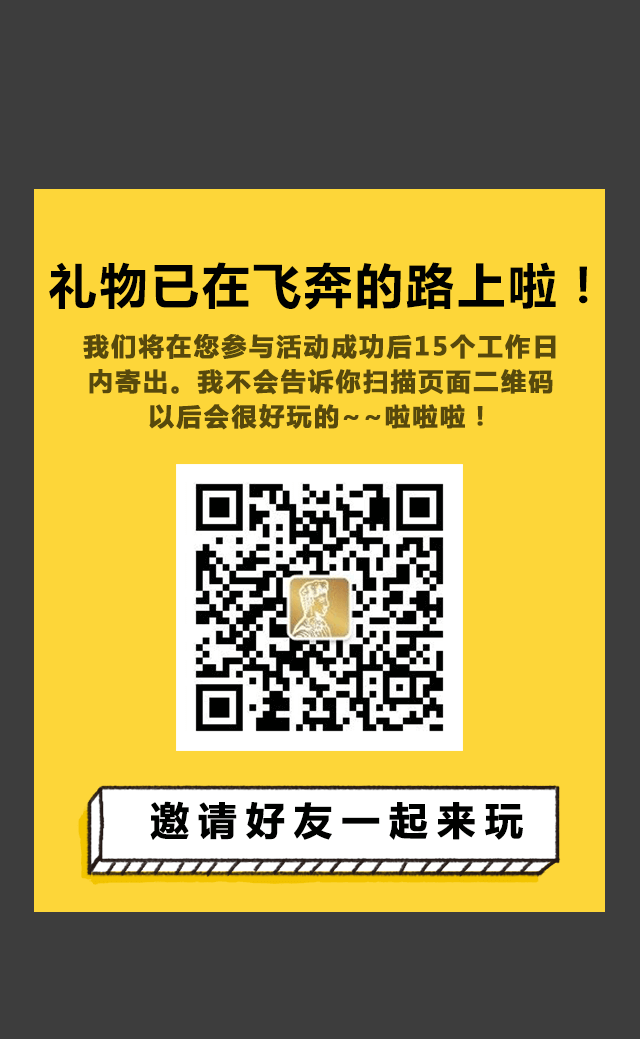 礼物已在飞奔的路上啦！
我们将在您参与活动成功后15个工作日
内寄出。我不会告诉你扫描页面二维码
以后会很好玩的~~啦啦啦！
邀请好友一起来玩